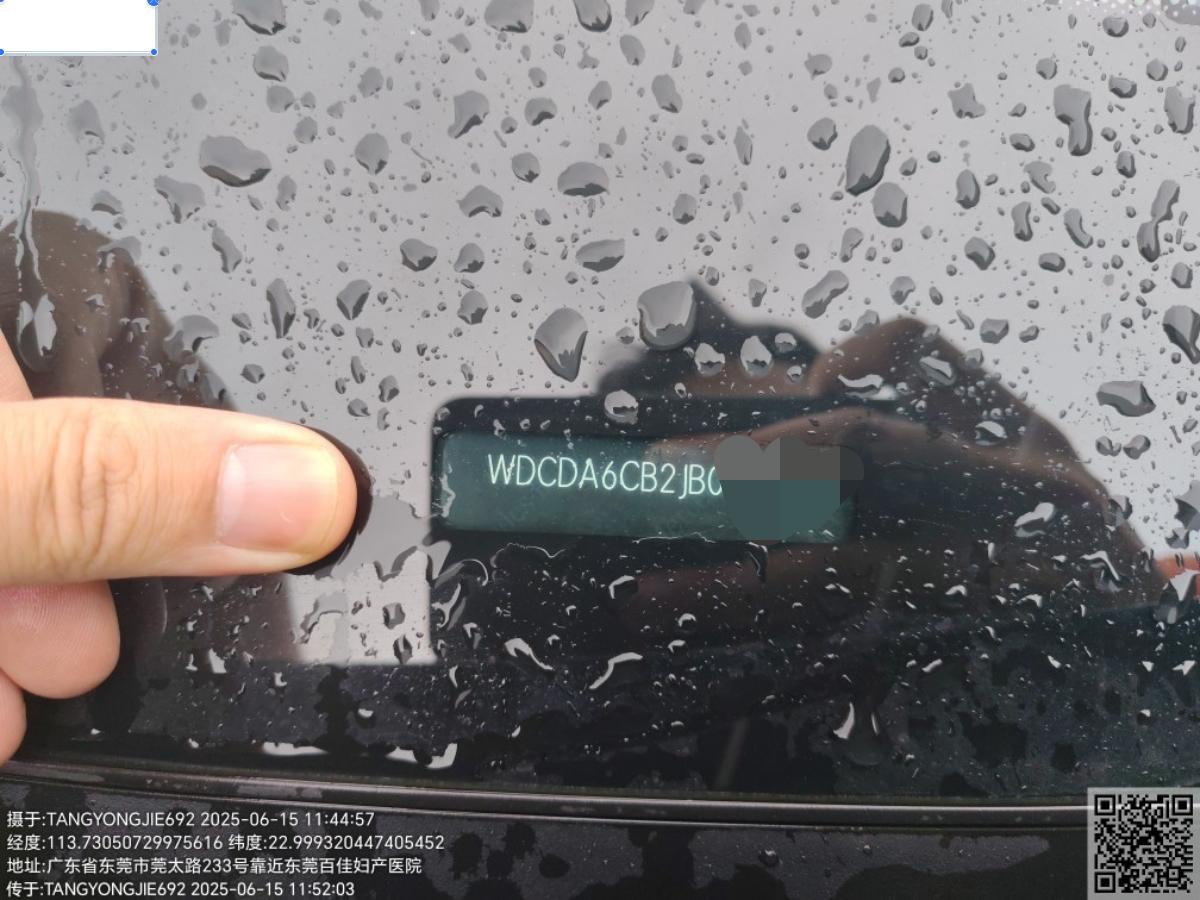 WDCDA6CB2JB0
摄于:TANGYONGJIE692 2025-06-15 11:44:57
经度:113.73050729975616 纬度:22.999320447405452
地址:广东省东莞市莞太路233号靠近东莞百佳妇产医院
传于:TANGYONGJIE692 2025-06-15 11:52:03